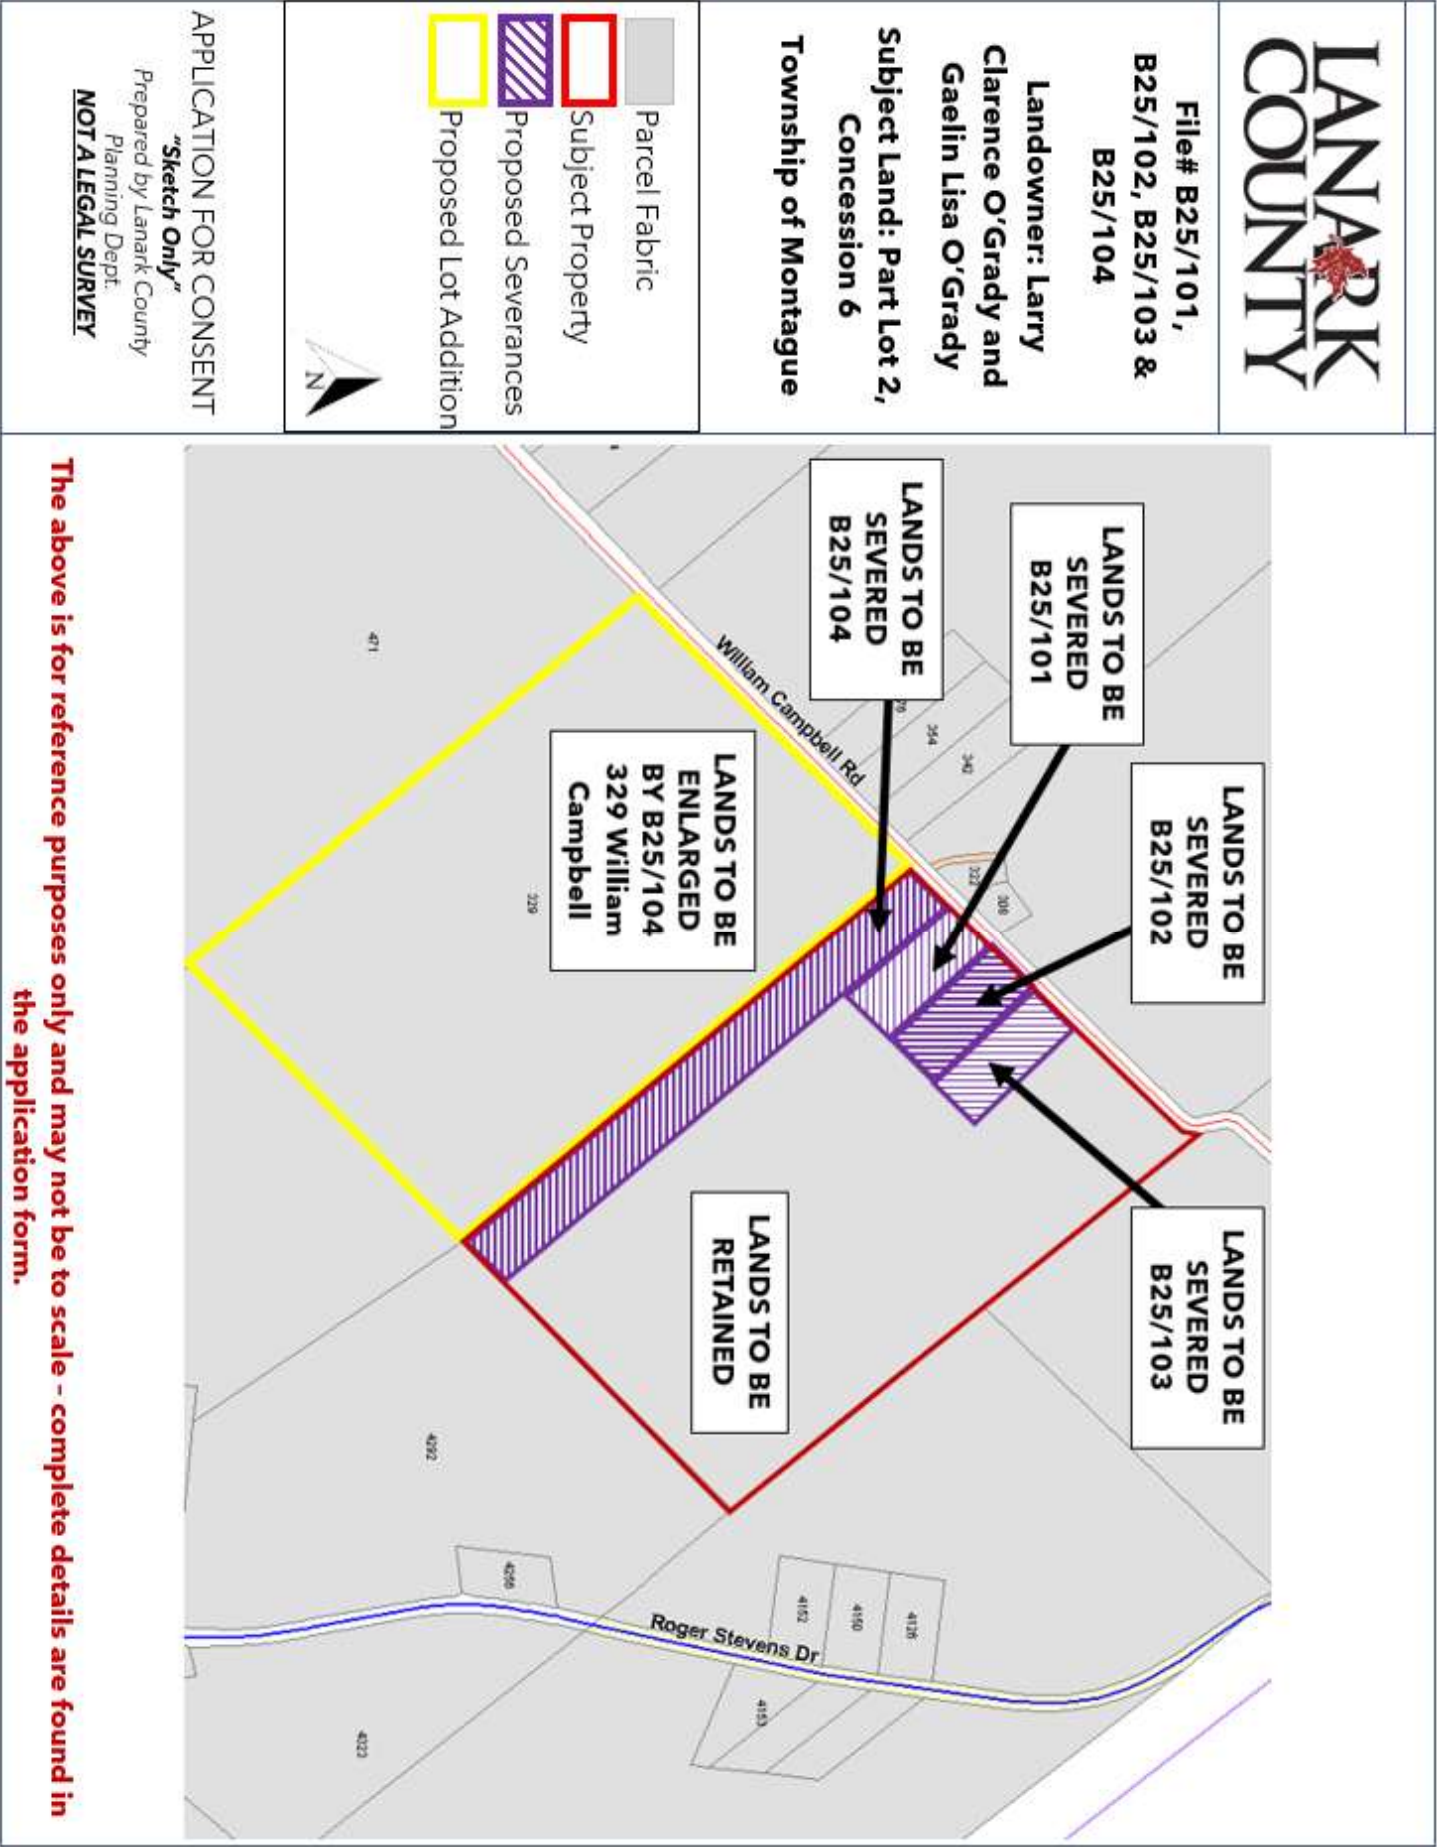 LANARK
COUNTY
File# B25/101,
B25/102, B25/103 &
B25/104
Landowner: Larry
Clarence O'Grady and
Gaelin Lisa O'Grady
Subject Land: Part Lot 2,
Concession 6
Township of Montague
Parcel Fabric
Subject Property
Proposed Severances
Proposed Lot Addition
N
APPLICATION FOR CONSENT
"Sketch Only"
Prepared by Lanark County
Planning Dept.
NOT A LEGAL SURVEY
LANDS TO BE
SEVERED
B25/102
LANDS TO BE
SEVERED
B25/103
LANDS TO BE
SEVERED
B25/101
LANDS TO BE
SEVERED
B25/104
308
322
342
354
William Campbell Rd
LANDS TO BE
ENLARGED
BY B25/104
329 William
Campbell
LANDS TO BE
RETAINED
329
471
4292
4266
4126
4150
4152
Roger Stevens Dr
4153
4323
The above is for reference purposes only and may not be to scale – complete details are found in
the application form.